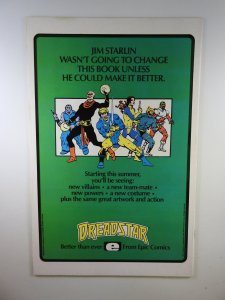 JIM STARLIN
WASN'T GOING TO CHANGE
THIS BOOK UNLESS
HE COULD MAKE IT BETTER.
Starting this summer,
you'll be seeing:
new villains • a new team-mate •
new powers • a new costume •
plus the same great artwork and action
DREADSTAR
Better than ever e From Epic Comics